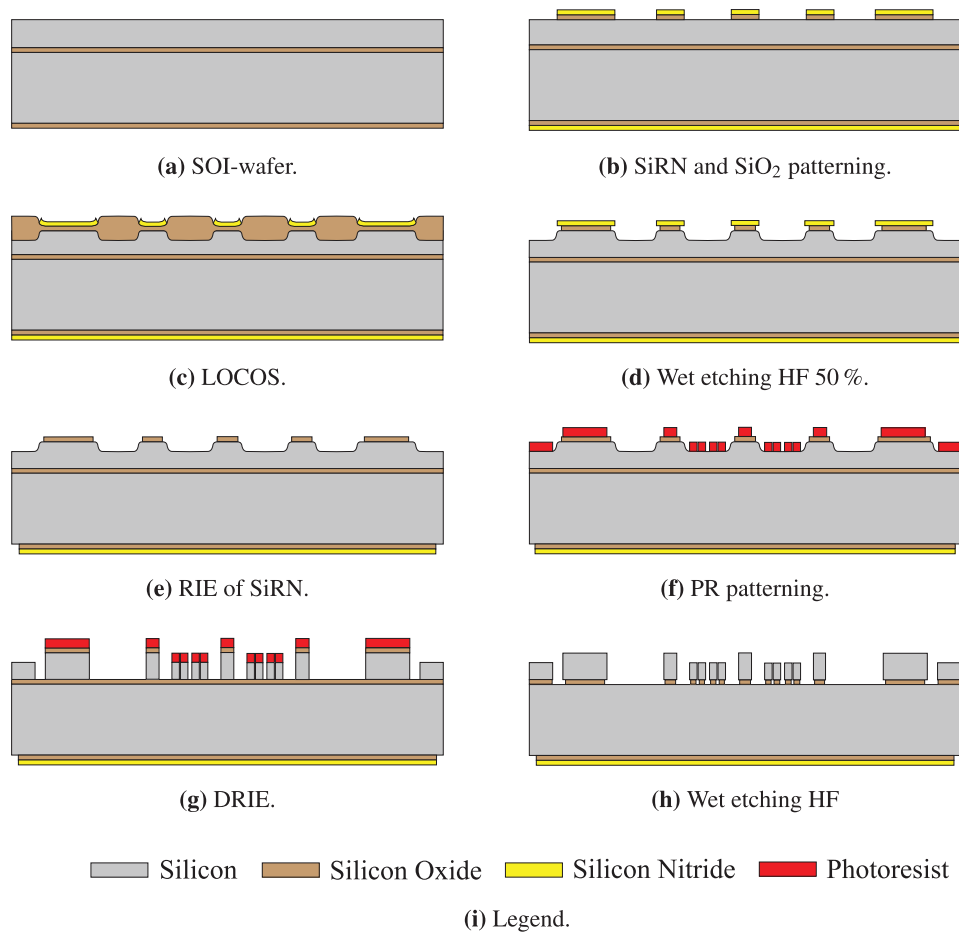 (a) SOI-wafer.
(b) SiRN and SiO₂ patterning.
(c) LOCOS.
(d) Wet etching HF 50 %.
(e) RIE of SiRN.
(f) PR patterning.
(g) DRIE.
(h) Wet etching HF
Silicon Silicon Oxide Silicon Nitride Photoresist
(i) Legend.